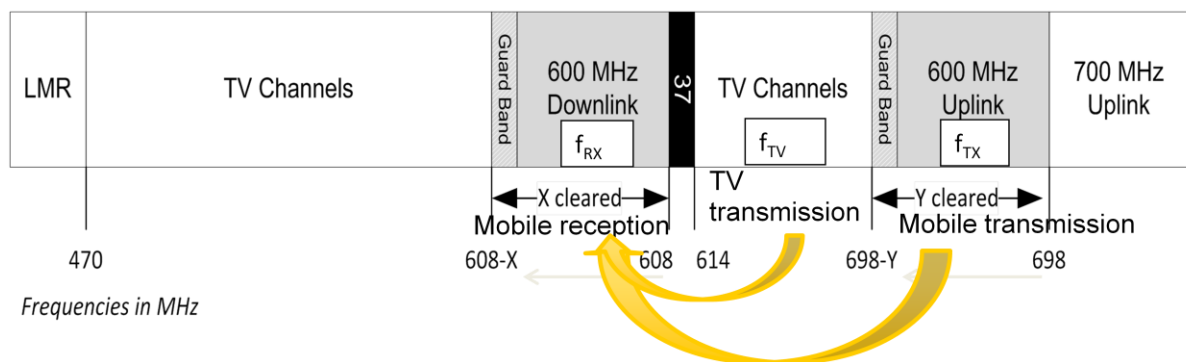 LMR
TV Channels
Guard Band
600 MHz
Downlink
f_RX
37
TV Channels
f_TV
Guard Band
600 MHz
Uplink
f_TX
700 MHz
Uplink
X cleared
TV
transmission
Y cleared
Mobile reception
Mobile transmission
470
608-X
608
614
698-Y
698
Frequencies in MHz